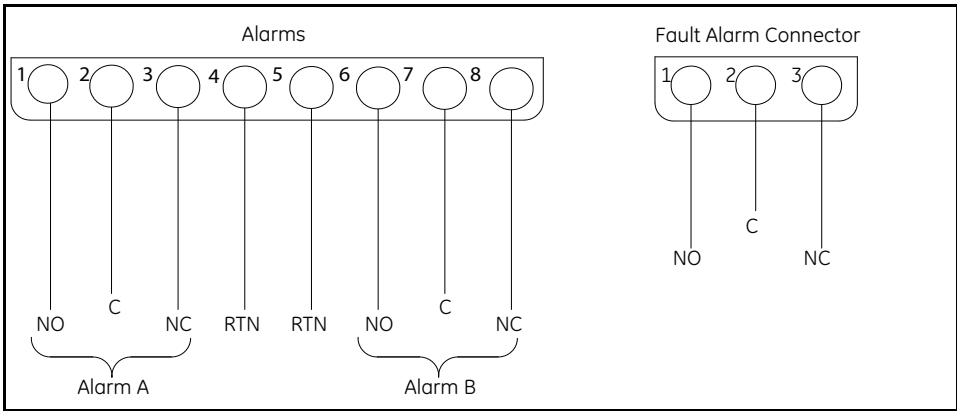 Alarms
1 2 3 4 5 6 7 8
NO C NC RTN RTN NO C NC
Alarm A Alarm B
Fault Alarm Connector
1 2 3
NO C NC